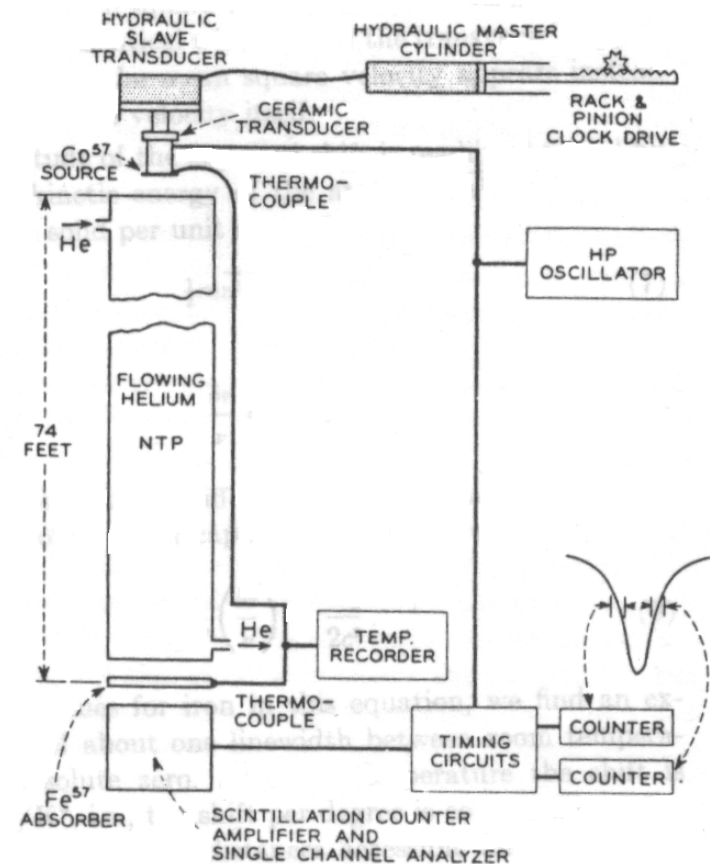 HYDRAULIC
SLAVE
TRANSDUCER
HYDRAULIC MASTER
CYLINDER
RACK &
PINION
CLOCK DRIVE
CERAMIC
TRANSDUCER
Co57
SOURCE
THERMO-
COUPLE
He
HP
OSCILLATOR
FLOWING
HELIUM
NTP
74
FEET
He
TEMP.
RECORDER
THERMO-
COUPLE
TIMING
CIRCUITS
COUNTER
COUNTER
Fe57
ABSORBER
SCINTILLATION COUNTER
AMPLIFIER AND
SINGLE CHANNEL ANALYZER